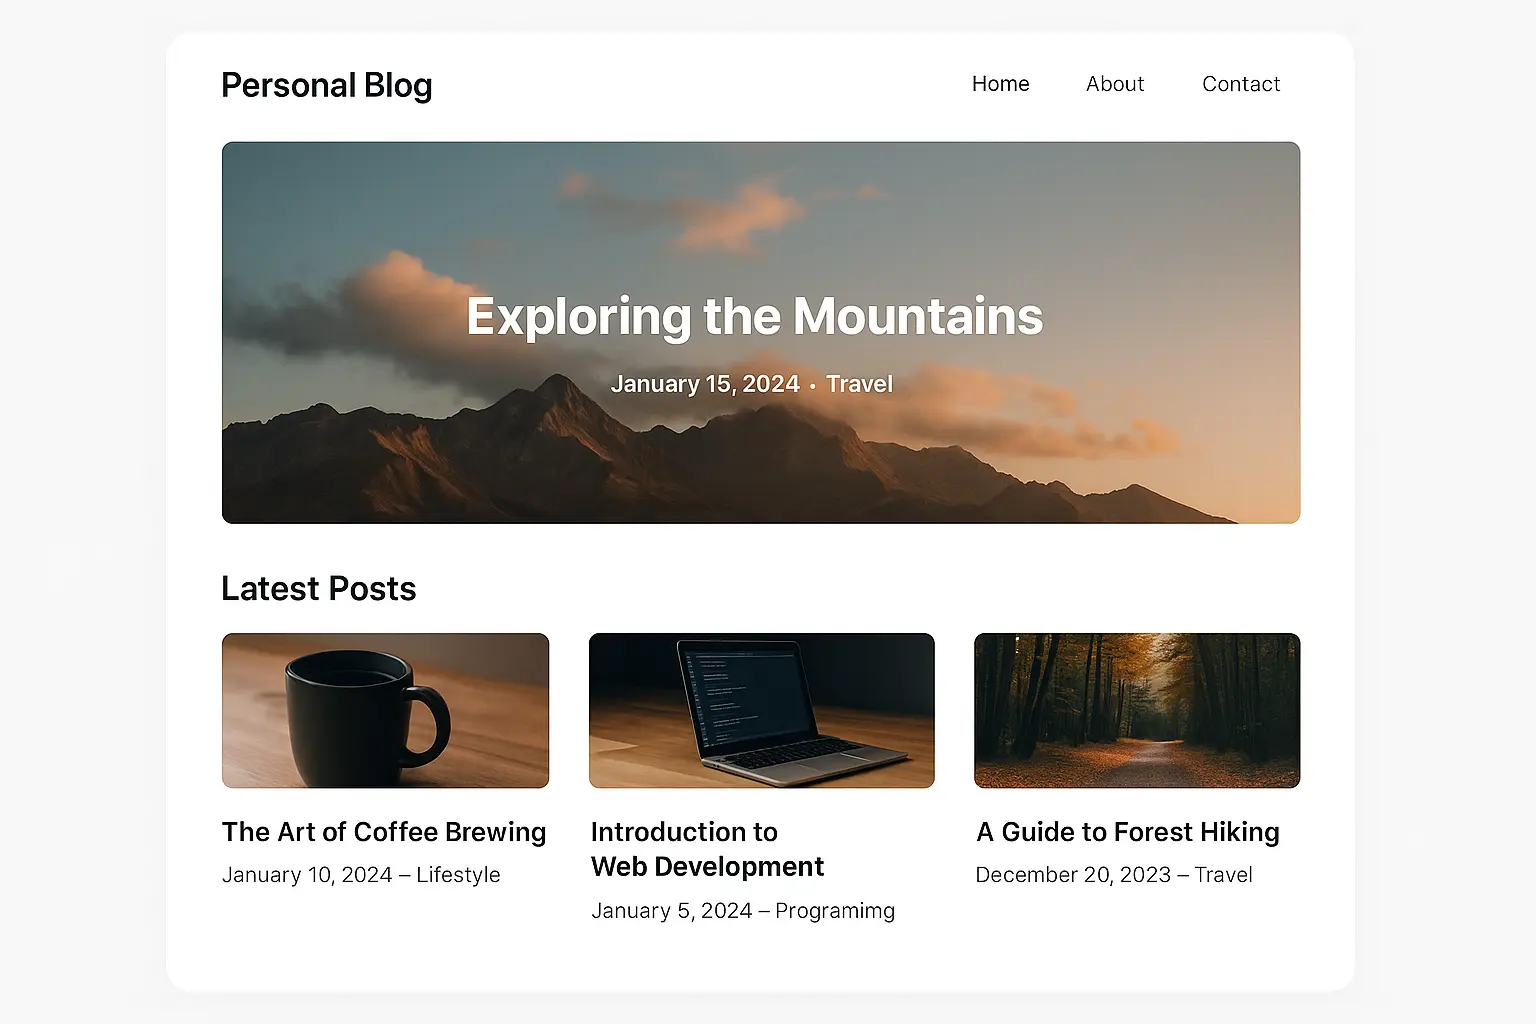 Personal Blog
Home About Contact
Exploring the Mountains
January 15, 2024 · Travel
Latest Posts
The Art of Coffee Brewing
January 10, 2024 – Lifestyle
Introduction to
Web Development
January 5, 2024 – Programimg
A Guide to Forest Hiking
December 20, 2023 – Travel